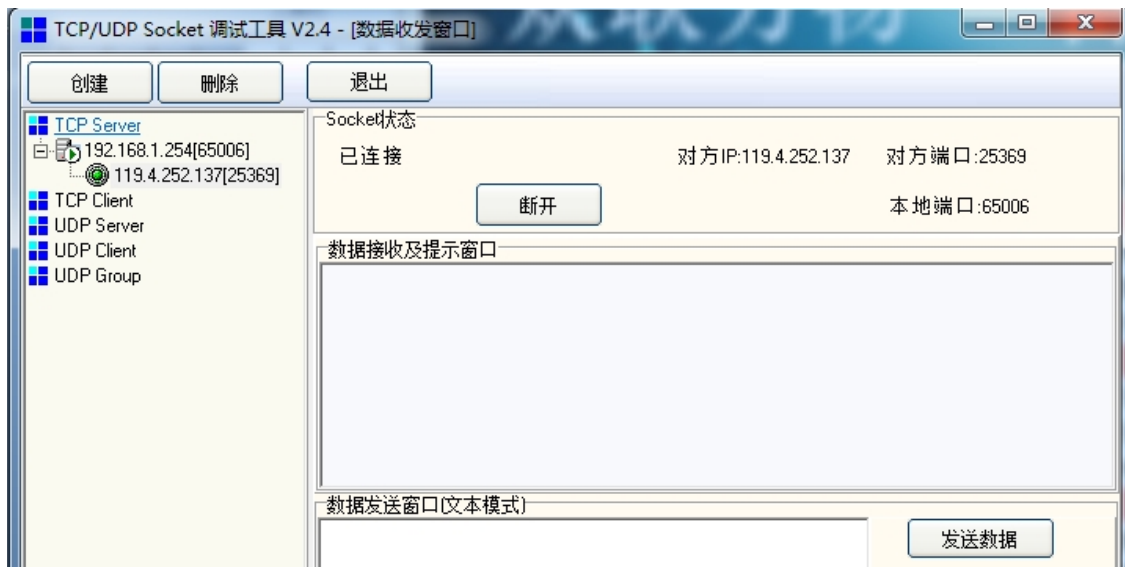 TCP/UDP Socket 调试工具 V2.4 - [数据收发窗口]
创建 删除 退出
TCP Server
192.168.1.254[65006]
119.4.252.137[25369]
TCP Client
UDP Server
UDP Client
UDP Group
Socket状态
已连接 对方IP:119.4.252.137 对方端口:25369
断开 本地端口:65006
数据接收及提示窗口
数据发送窗口(文本模式)
发送数据